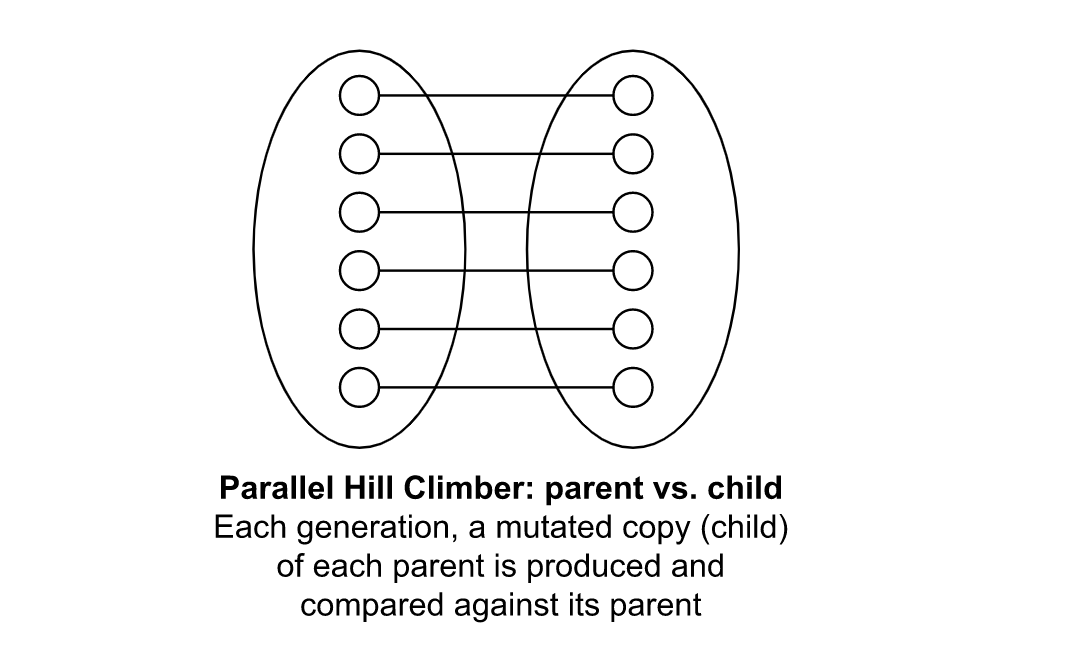 Parallel Hill Climber: parent vs. child
Each generation, a mutated copy (child)
of each parent is produced and
compared against its parent